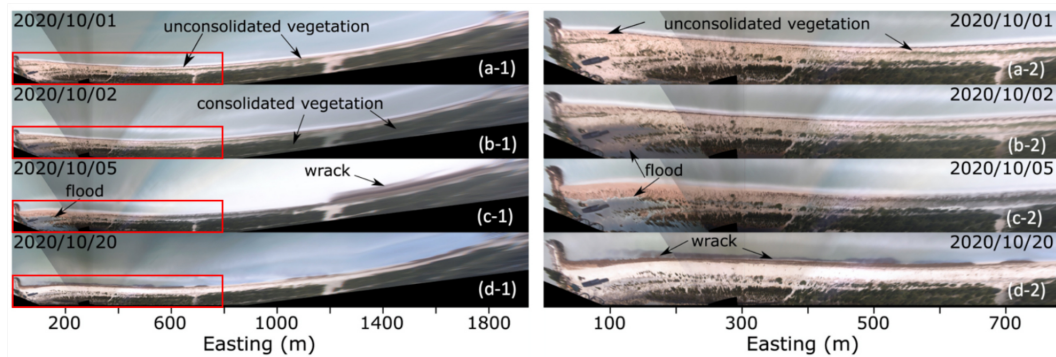 2020/10/01
unconsolidated vegetation
(a-1)
2020/10/02
consolidated vegetation
(b-1)
2020/10/05
flood
wrack
(c-1)
2020/10/20
(d-1)
200 600 1000 1400 1800
Easting (m)
unconsolidated vegetation
2020/10/01
(a-2)
2020/10/02
(b-2)
flood
2020/10/05
(c-2)
wrack
2020/10/20
(d-2)
100 300 500 700
Easting (m)